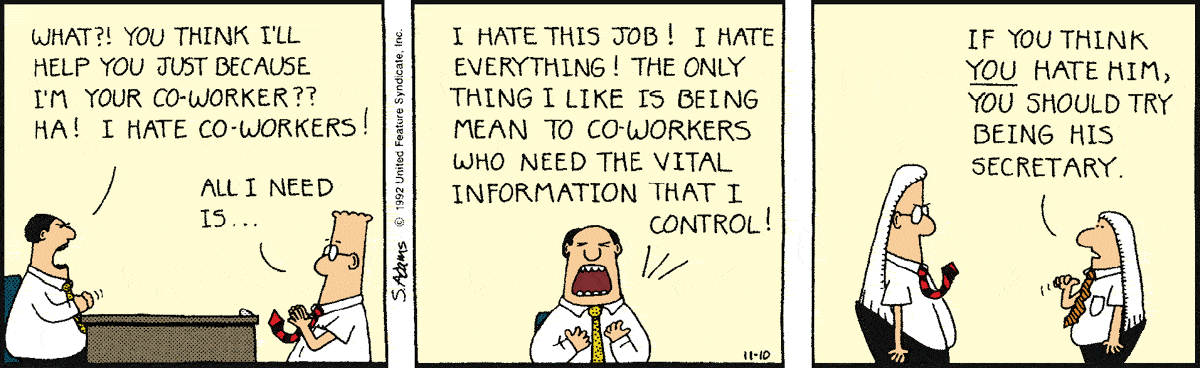 WHAT?! YOU THINK I'LL
HELP YOU JUST BECAUSE
I'M YOUR CO-WORKER??
HA! I HATE CO-WORKERS!
ALL I NEED
IS...
S.Adams © 1992 United Feature Syndicate, Inc.
I HATE THIS JOB! I HATE
EVERYTHING! THE ONLY
THING I LIKE IS BEING
MEAN TO CO-WORKERS
WHO NEED THE VITAL
INFORMATION THAT I
CONTROL!
11-10
IF YOU THINK
YOU HATE HIM,
YOU SHOULD TRY
BEING HIS
SECRETARY.